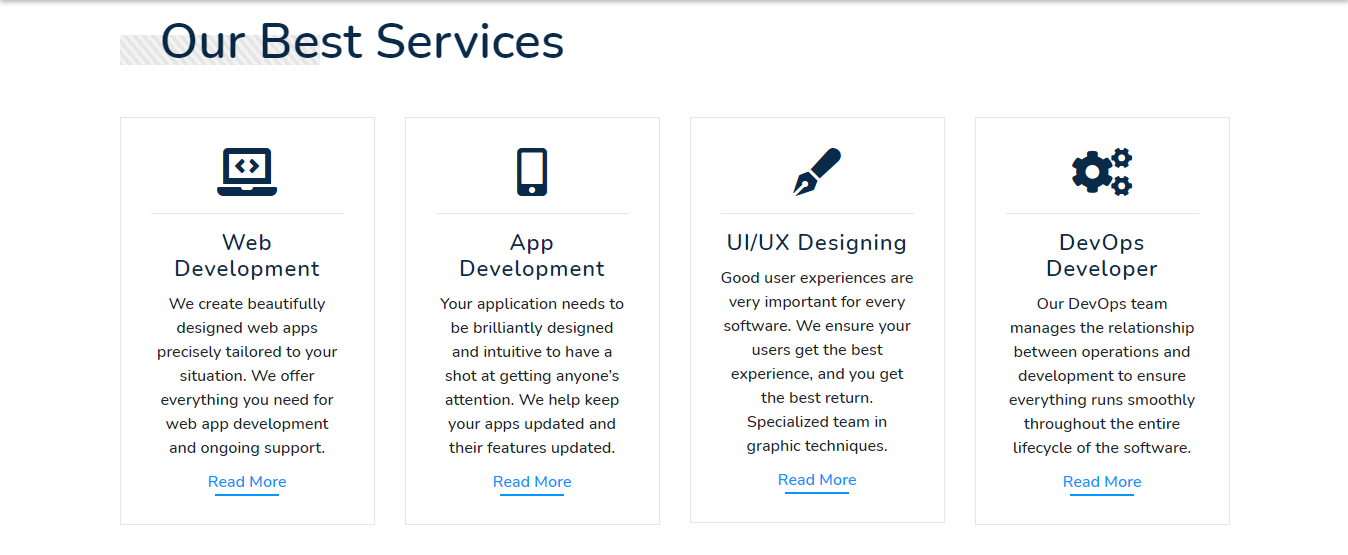 Our Best Services
Web
Development
We create beautifully
designed web apps
precisely tailored to your
situation. We offer
everything you need for
web app development
and ongoing support.
Read More
App
Development
Your application needs to
be brilliantly designed
and intuitive to have a
shot at getting anyone’s
attention. We help keep
your apps updated and
their features updated.
Read More
UI/UX Designing
Good user experiences are
very important for every
software. We ensure your
users get the best
experience, and you get
the best return.
Specialized team in
graphic techniques.
Read More
DevOps
Developer
Our DevOps team
manages the relationship
between operations and
development to ensure
everything runs smoothly
throughout the entire
lifecycle of the software.
Read More